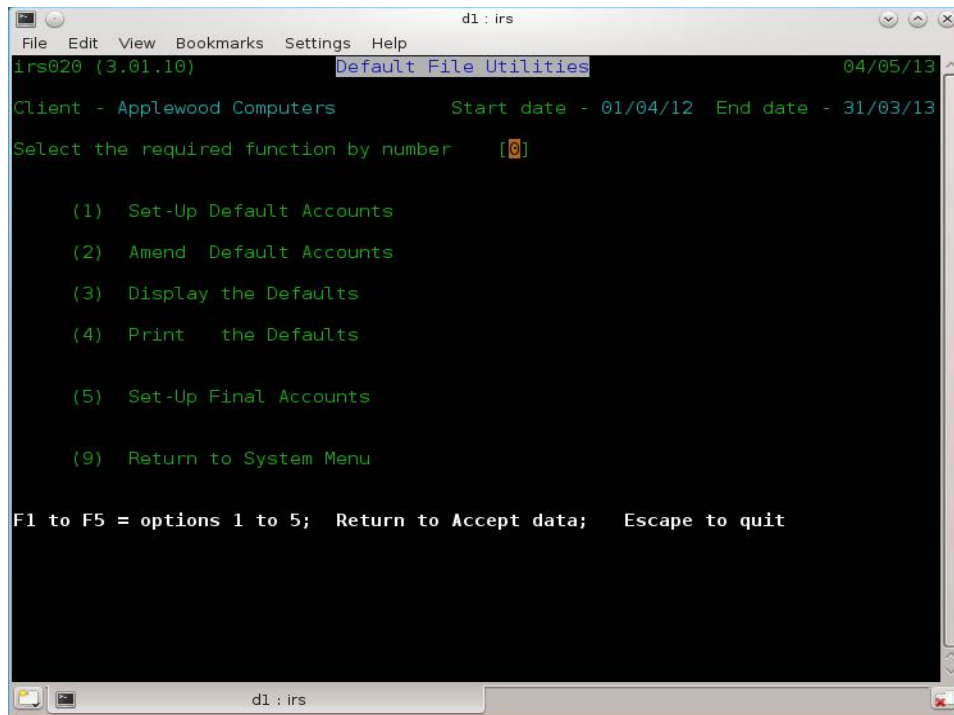 d1 : irs
File Edit View Bookmarks Settings Help
irs020 (3.01.10) Default File Utilities 04/05/13
Client - Applewood Computers Start date - 01/04/12 End date - 31/03/13
Select the required function by number [0]
(1) Set-Up Default Accounts
(2) Amend Default Accounts
(3) Display the Defaults
(4) Print the Defaults
(5) Set-Up Final Accounts
(9) Return to System Menu
F1 to F5 = options 1 to 5; Return to Accept data; Escape to quit
d1 : irs